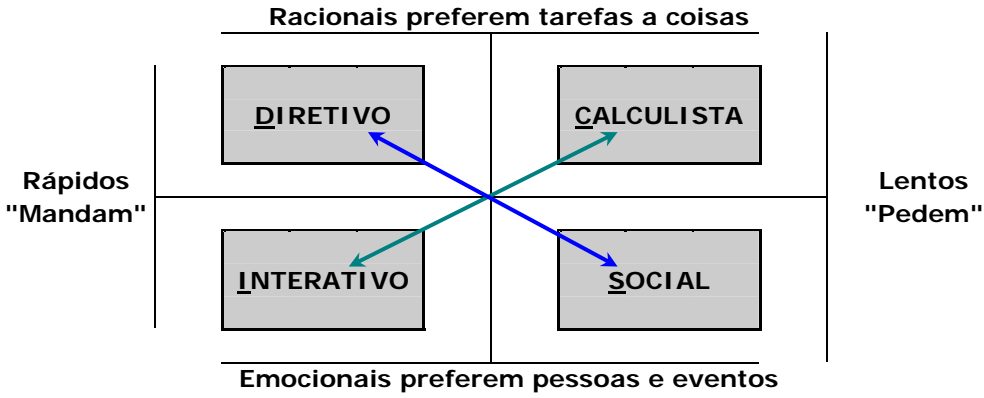 Racionais preferem tarefas a coisas
DIRETIVO
CALCULISTA
Rápidos
"Mandam"
Lentos
"Pedem"
INTERATIVO
SOCIAL
Emocionais preferem pessoas e eventos